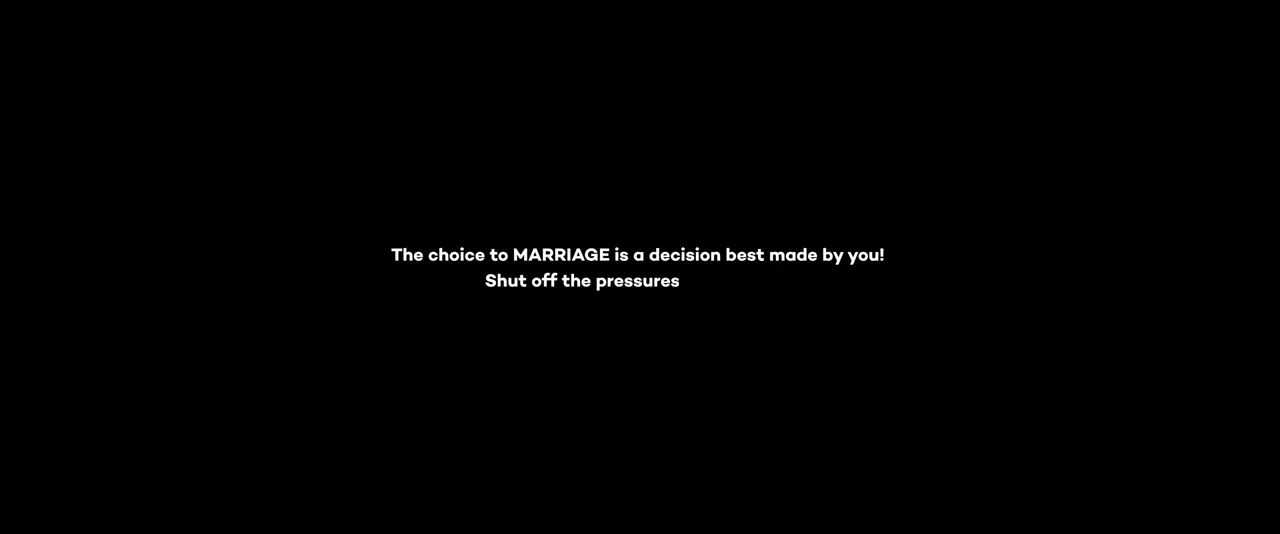 The choice to MARRIAGE is a decision best made by you!
Shut off the pressures